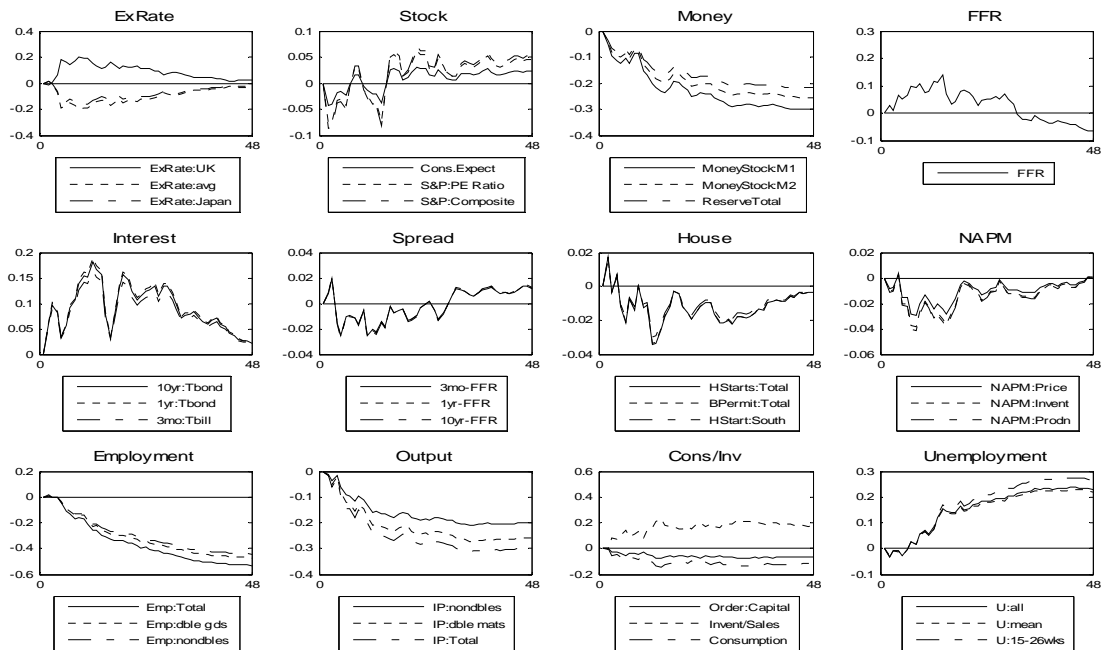 ExRate
Stock
Money
FFR
0.4
0.2
0
-0.2
-0.4
0
48
0.1
0.05
0
-0.05
-0.1
0
48
0
-0.1
-0.2
-0.3
-0.4
0
48
0.2
0.1
0
-0.1
0
48
ExRate:UK
ExRate:avg
ExRate:Japan
Cons.Expect
S&P:PE Ratio
S&P:Composite
MoneyStock:M1
MoneyStock:M2
ReserveTotal
FFR
Interest
Spread
House
NAPM
0.2
0.15
0.1
0.05
0
0
48
0.04
0.02
0
-0.02
-0.04
0
48
0.02
0
-0.02
-0.04
0
48
0.02
0
-0.02
-0.04
-0.06
0
48
10yr:Tbond
1yr:Tbond
3mo:Tbill
3mo-FFR
1yr-FFR
10yr-FFR
HStarts:Total
BPermit:Total
HStart:South
NAPM:Price
NAPM:Invent
NAPM:Prodn
Employment
Output
Cons/Inv
Unemployment
0.2
0
-0.2
-0.4
-0.6
0
48
0
-0.1
-0.2
-0.3
-0.4
0
48
0.6
0.4
0.2
0
-0.2
0
48
0.3
0.2
0.1
0
-0.1
0
48
Emp:Total
Emp:dble gds
Emp:nondbles
IP:nondbles
IP:dble mats
IP:Total
Order:Capital
Invent/Sales
Consumption
U:all
U:mean
U:15-26wks